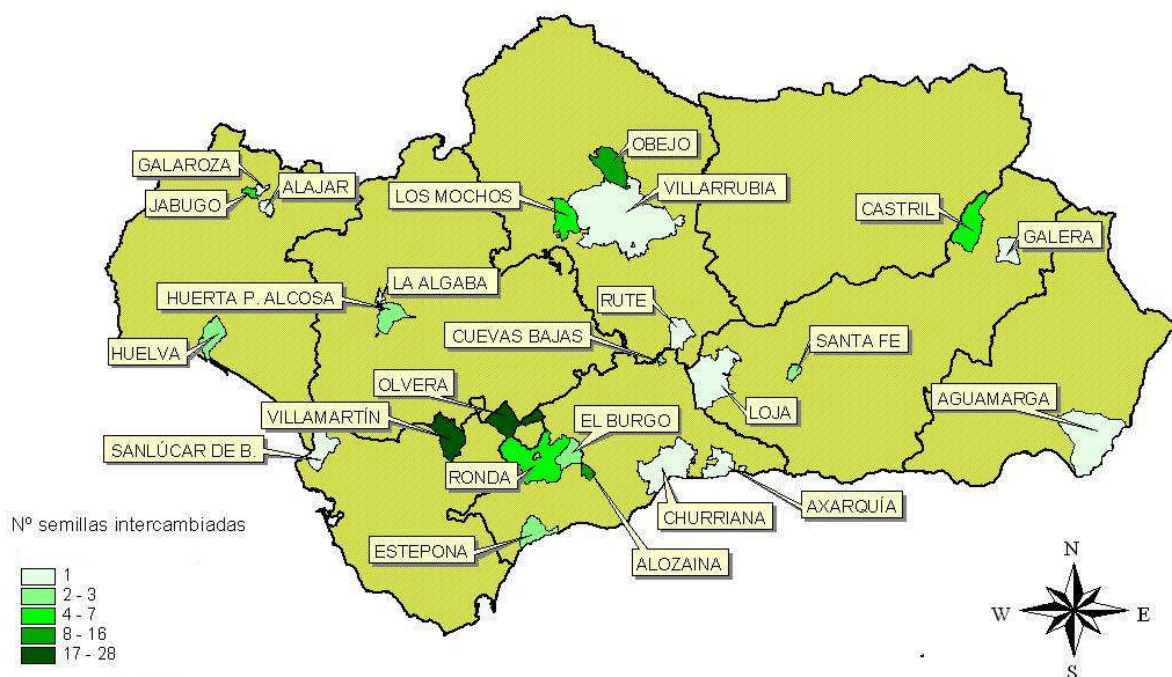 OBEJO
GALAROZA
ALAJAR
VILLARRUBIA
LOS MOCHOS
JABUGO
CASTRIL
GALERA
LA ALGABA
HUERTA P. ALCOSA
RUTE
CUEVAS BAJAS
SANTA FE
HUELVA
OLVERA
AGUAMARGA
VILLAMARTÍN
EL BURGO
LOJA
SANLÚCAR DE B.
RONDA
AXARQUÍA
CHURRIANA
ESTEPONA
ALOZAINA
Nº semillas intercambiadas
1
2 - 3
4 - 7
8 - 16
17 - 28
N
W
E
S